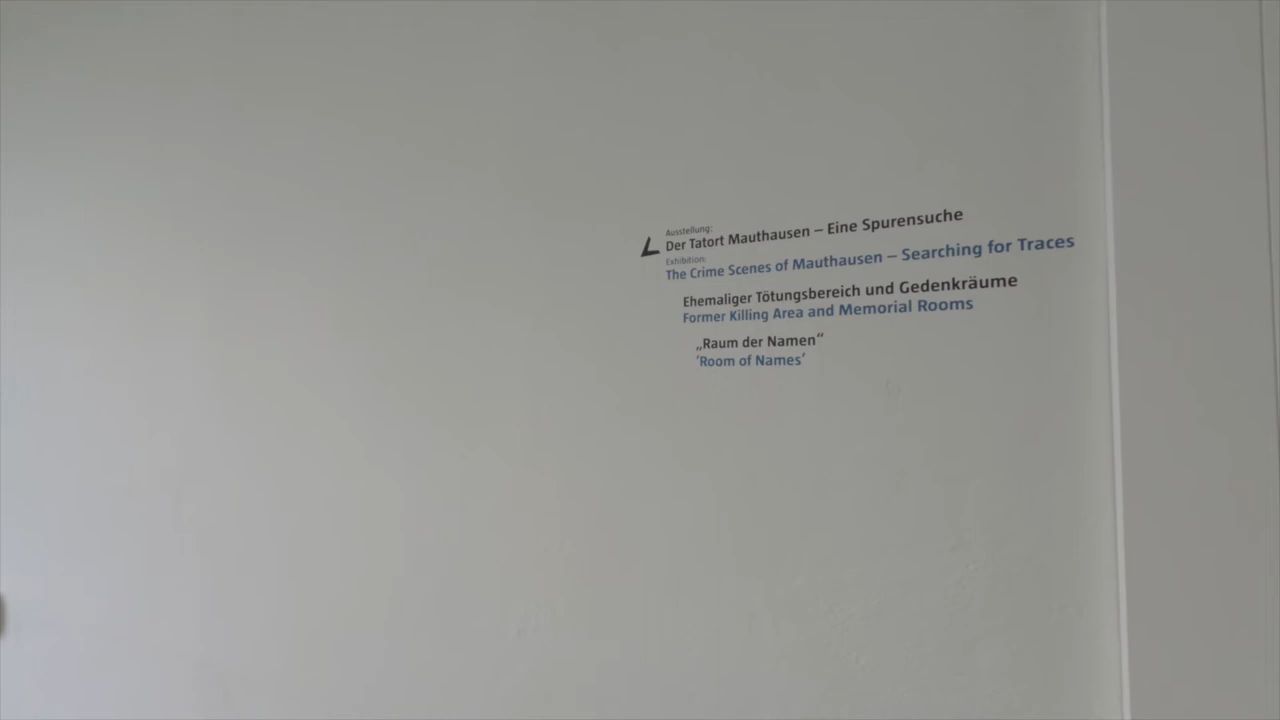 Ausstellung:
Der Tatort Mauthausen – Eine Spurensuche
Exhibition:
The Crime Scenes of Mauthausen – Searching for Traces
Ehemaliger Tötungsbereich und Gedenkräume
Former Killing Area and Memorial Rooms
„Raum der Namen“
‘Room of Names’